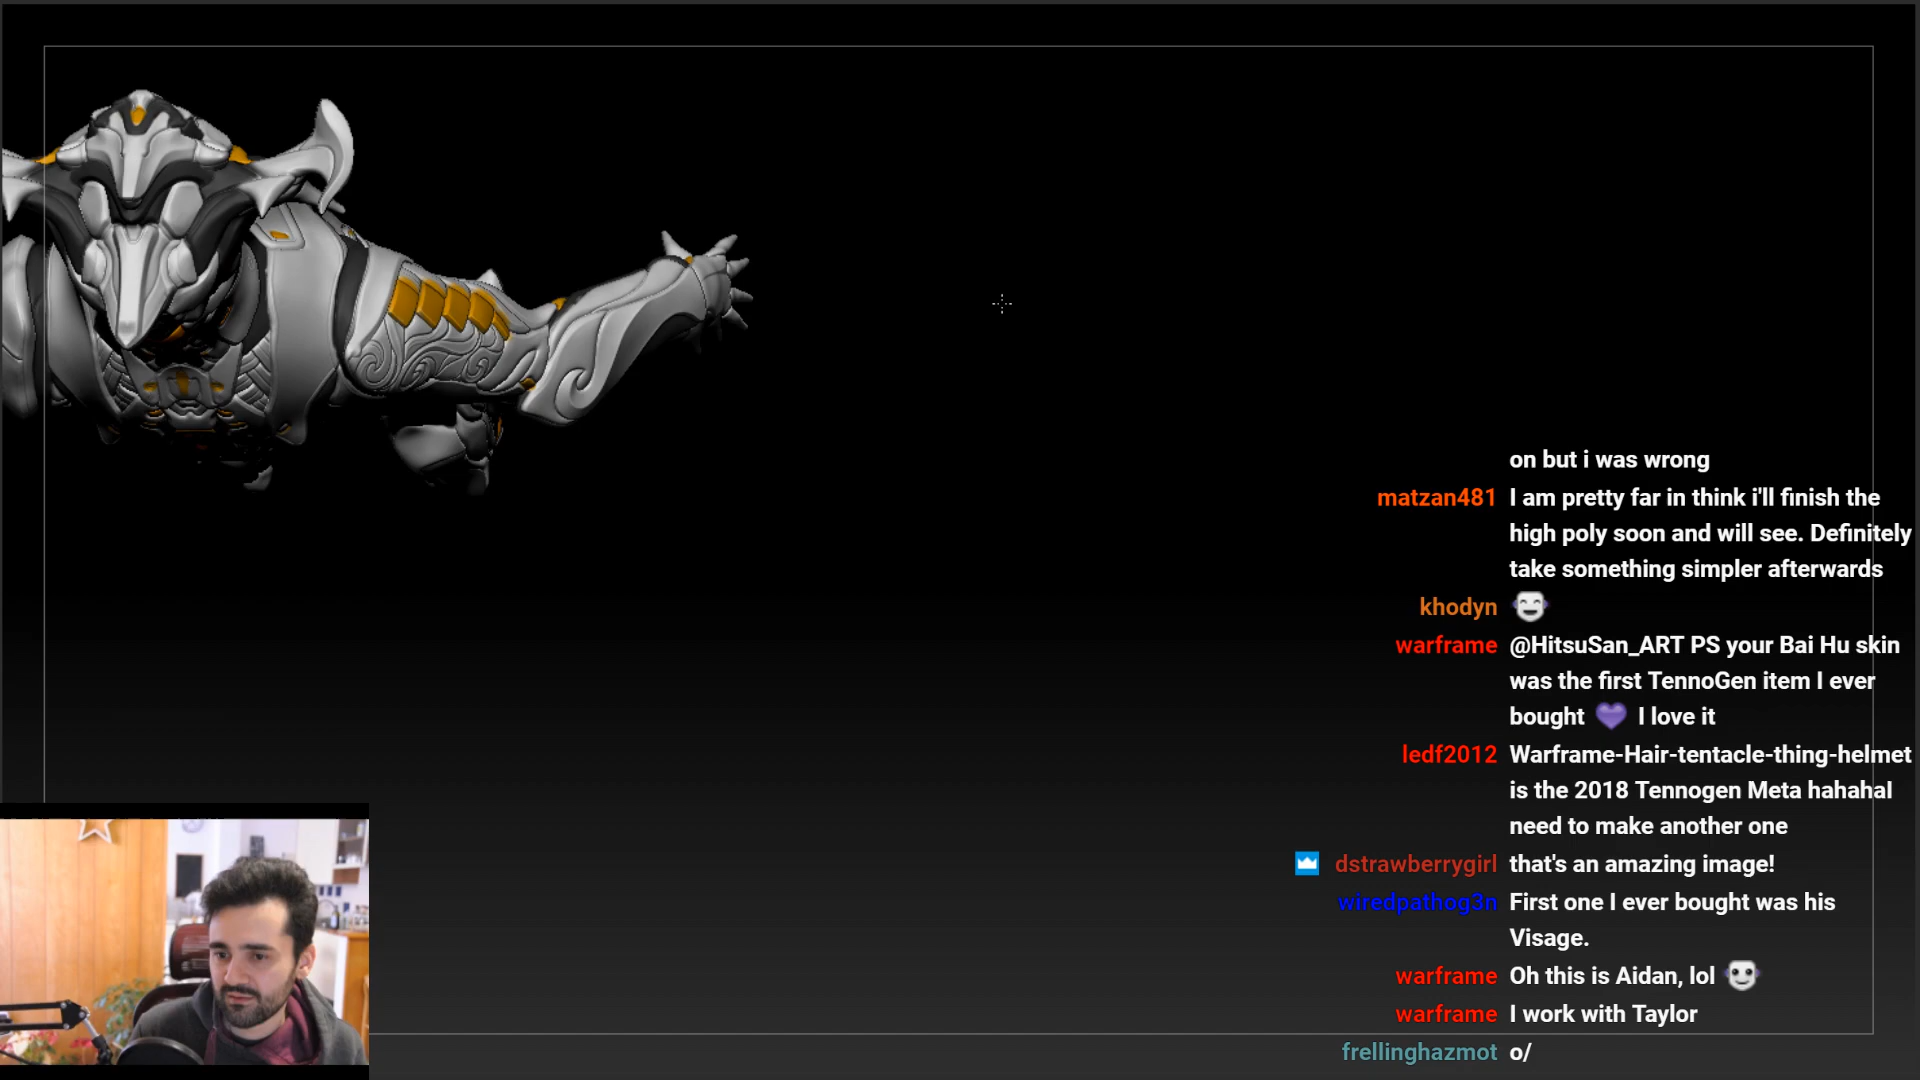 on but i was wrong
matzan481 I am pretty far in think i'll finish the
high poly soon and will see. Definitely
take something simpler afterwards
khodyn
warframe @HitsuSan_ART PS your Bai Hu skin
was the first TennoGen item I ever
bought 💜 I love it
ledf2012 Warframe-Hair-tentacle-thing-helmet
is the 2018 Tennogen Meta hahahaI
need to make another one
dstrawberrygirl that's an amazing image!
wiredpathog3n First one I ever bought was his
Visage.
warframe Oh this is Aidan, lol
warframe I work with Taylor
frellinghazmot o/